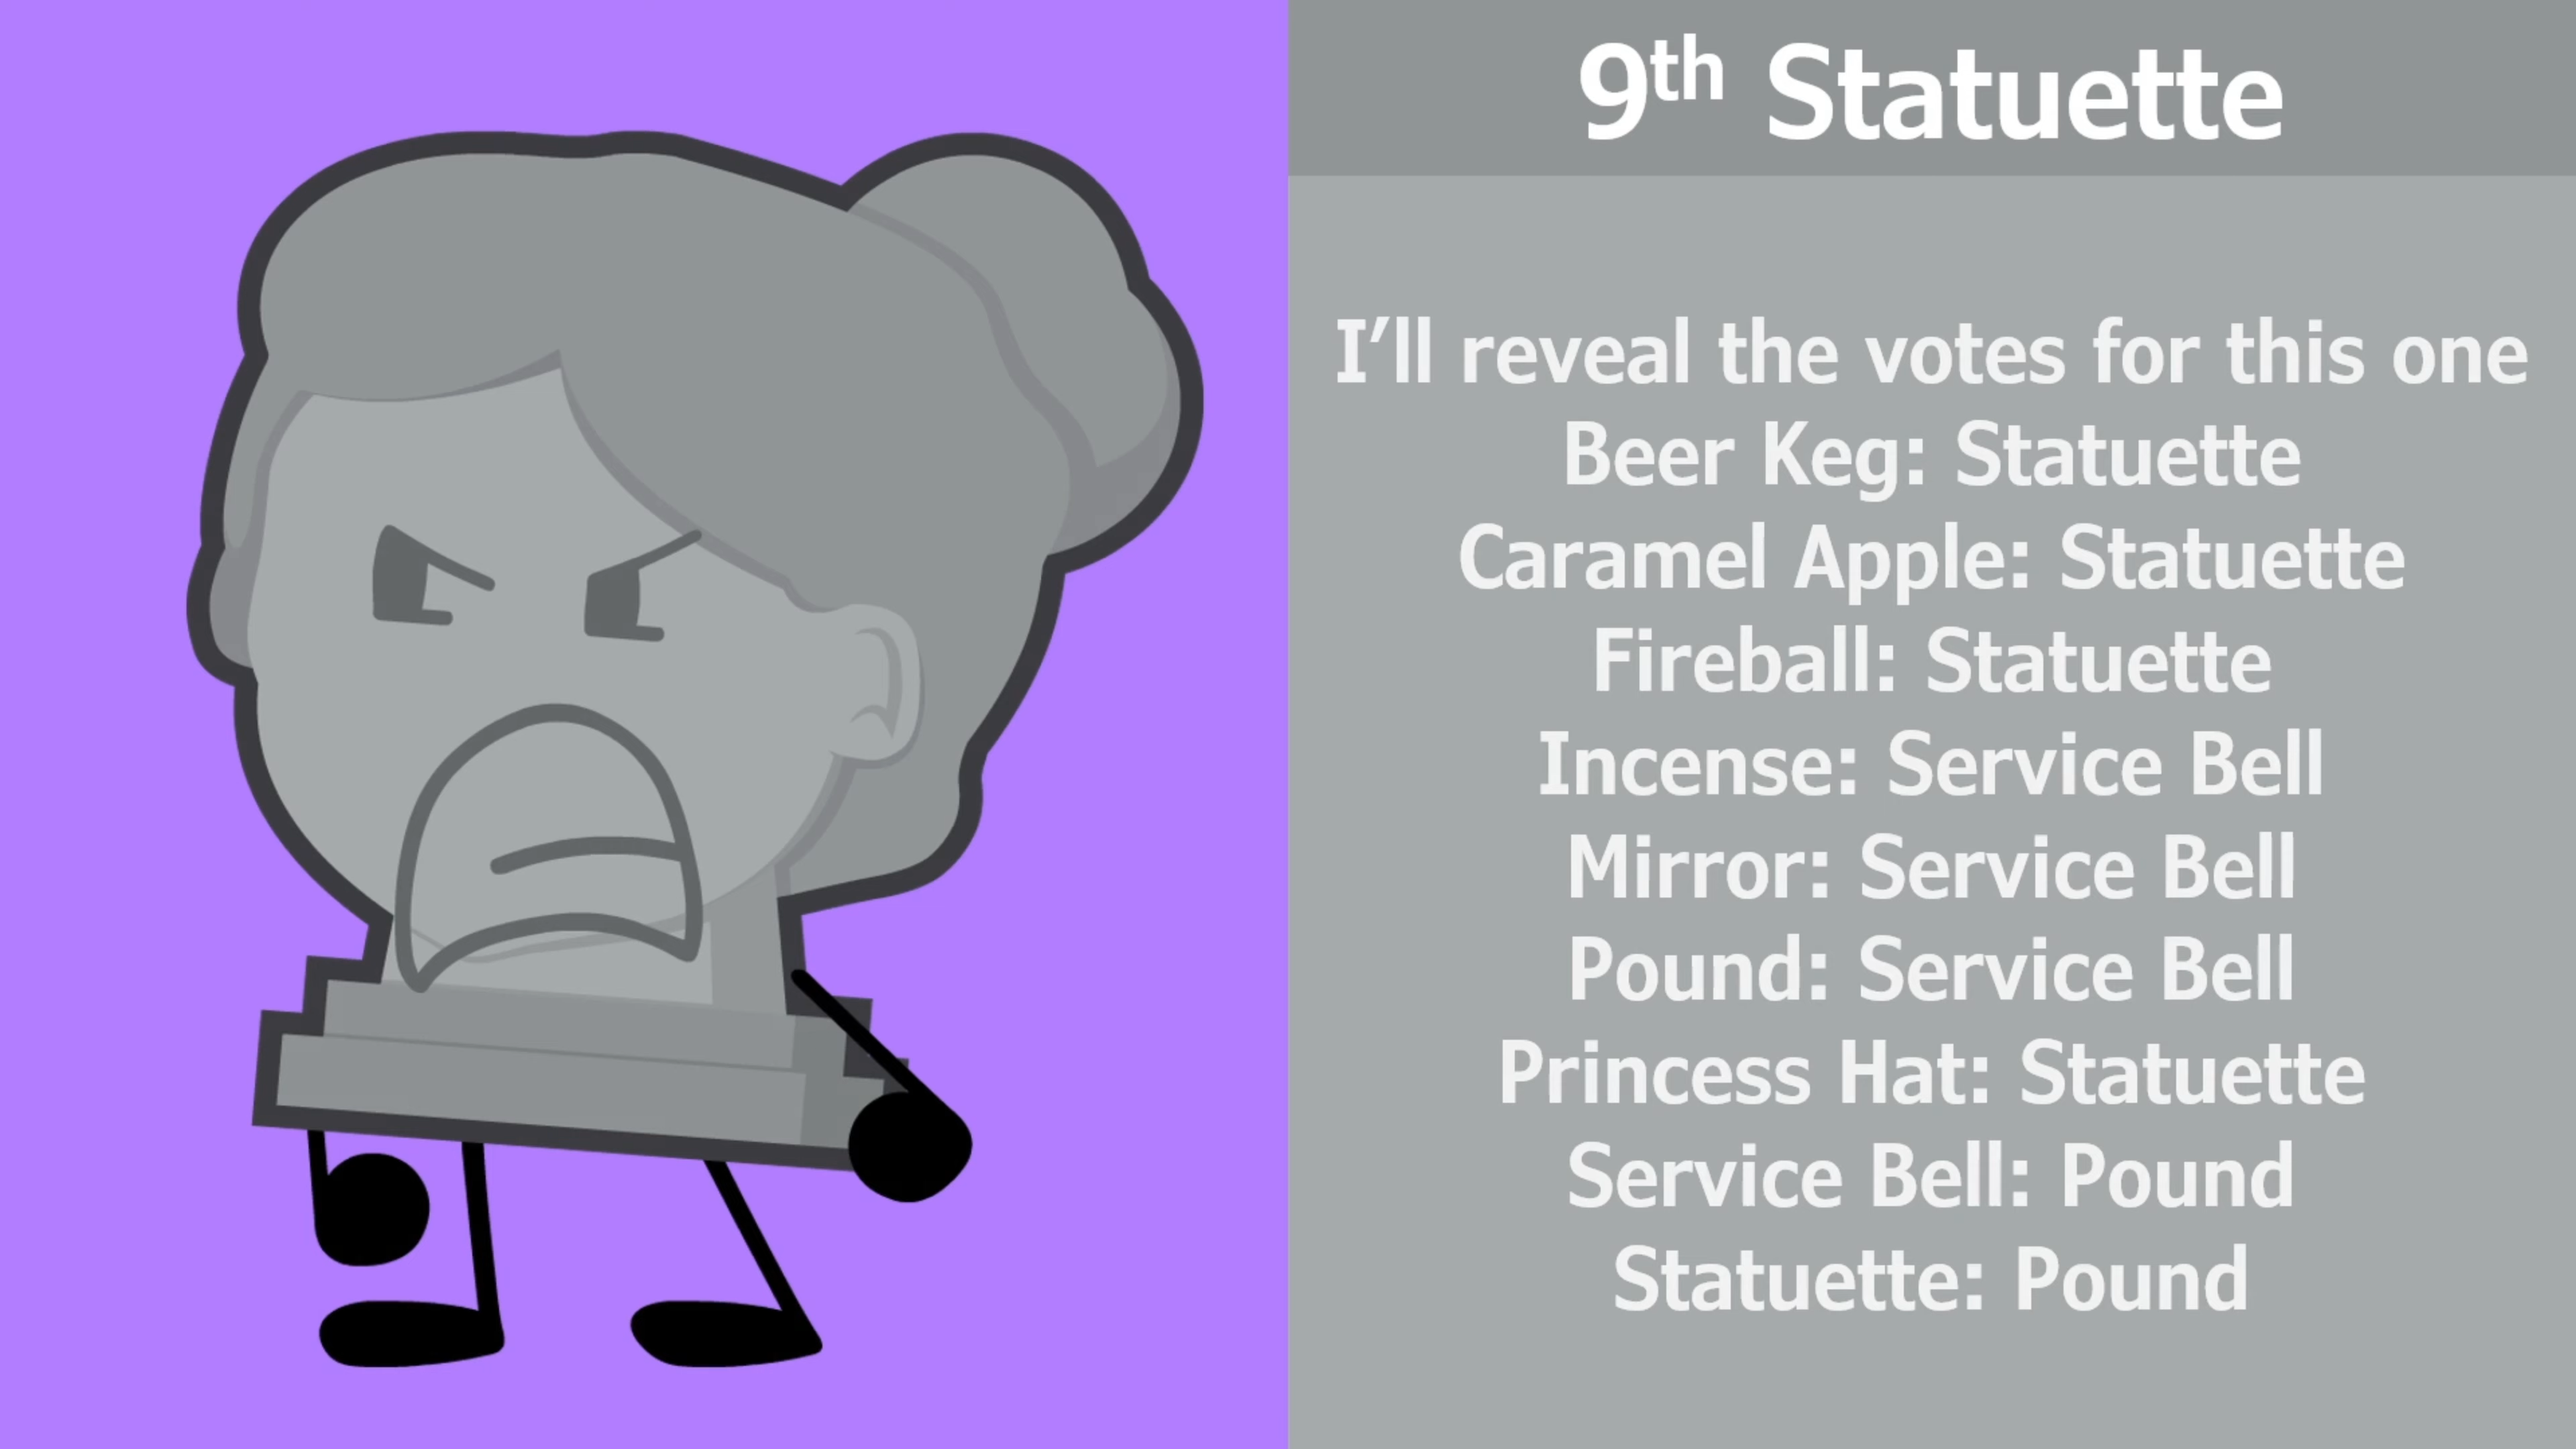 9th Statuette
I’ll reveal the votes for this one
Beer Keg: Statuette
Caramel Apple: Statuette
Fireball: Statuette
Incense: Service Bell
Mirror: Service Bell
Pound: Service Bell
Princess Hat: Statuette
Service Bell: Pound
Statuette: Pound